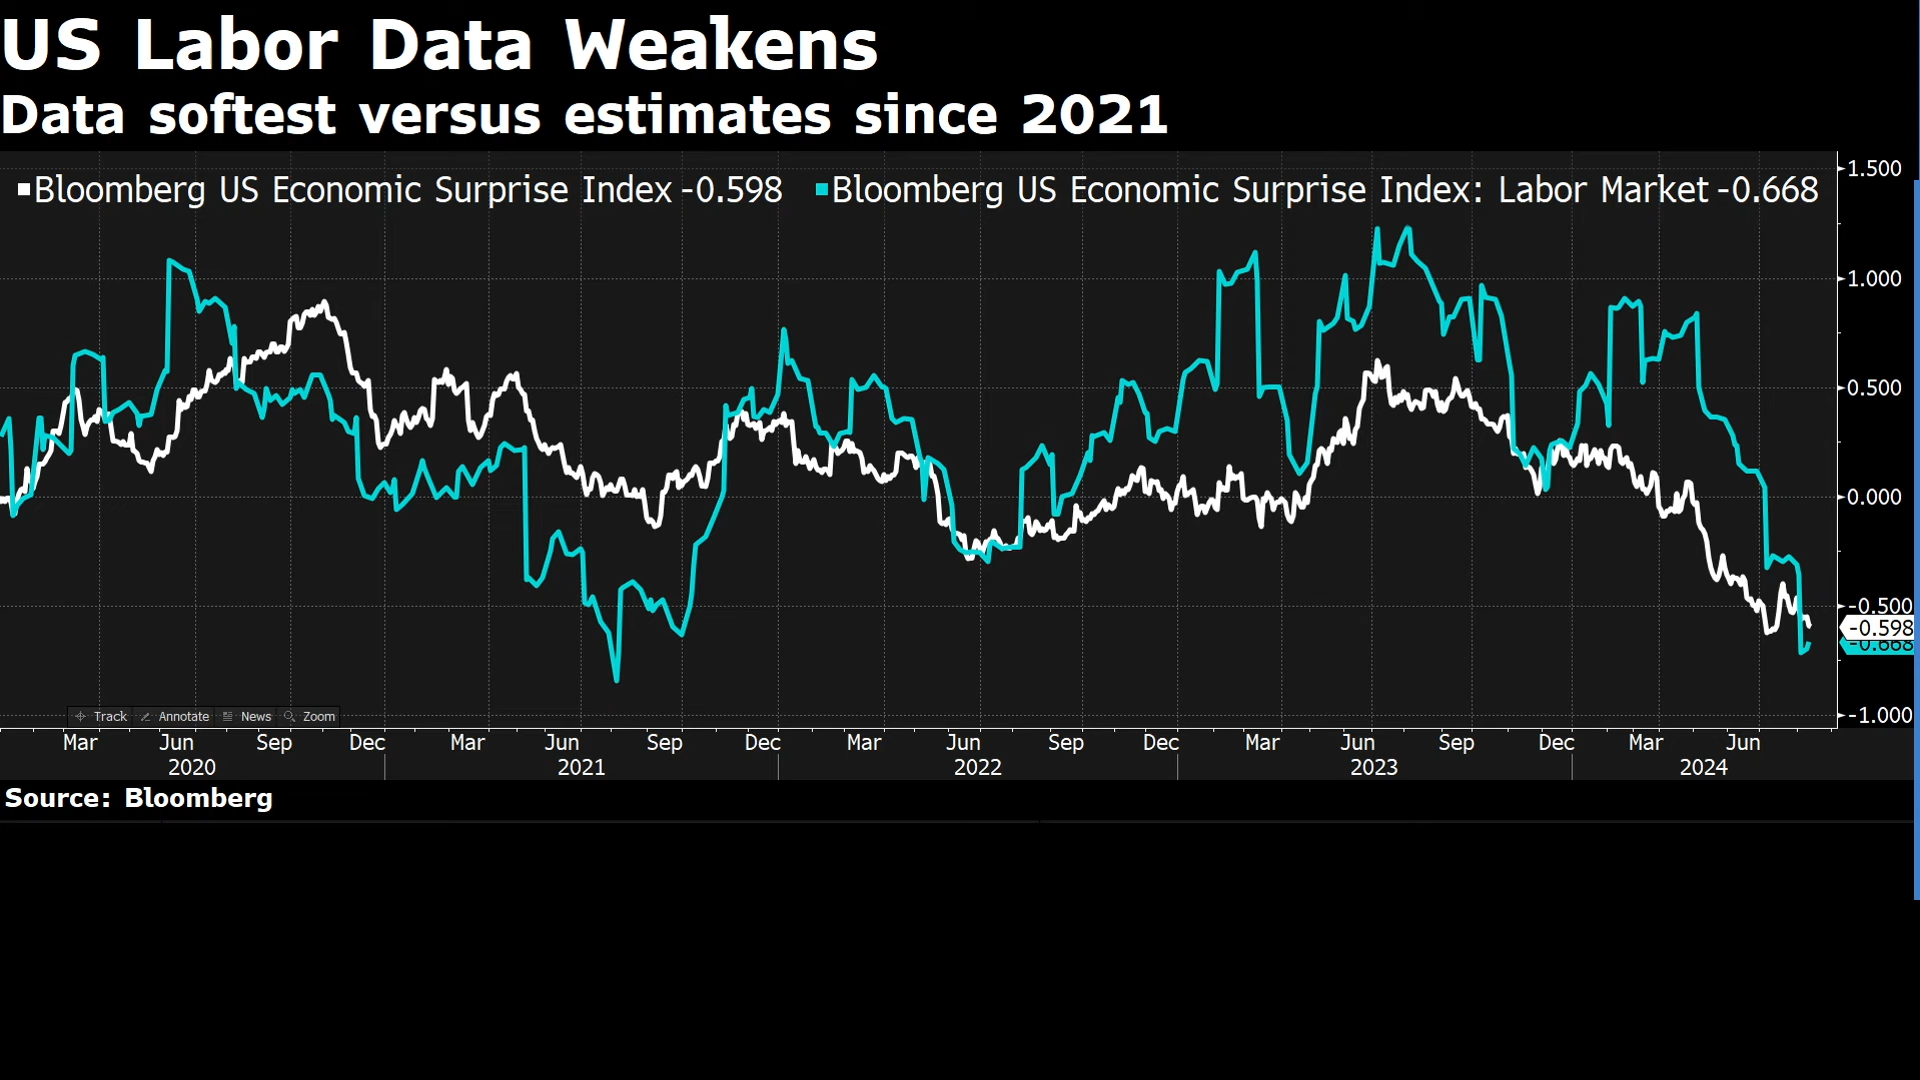 US Labor Data Weakens
Data softest versus estimates since 2021
Bloomberg US Economic Surprise Index -0.598 Bloomberg US Economic Surprise Index: Labor Market -0.668
1.500
1.000
0.500
0.000
-0.500
-0.598
-0.668
-1.000
Track Annotate News Zoom
Mar Jun Sep Dec Mar Jun Sep Dec Mar Jun Sep Dec Mar Jun Sep Dec Mar Jun
2020 2021 2022 2023 2024
Source: Bloomberg